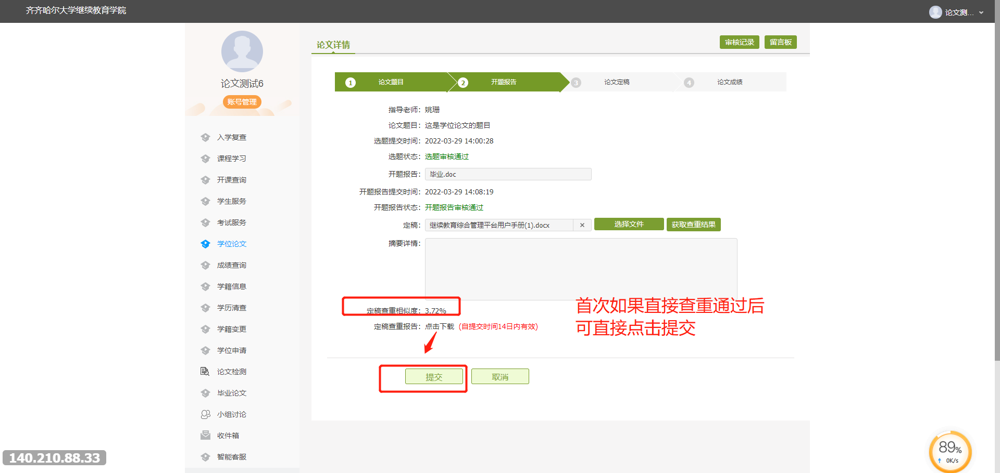 齐齐哈尔大学继续教育学院
论文测...
论文测试6
账号管理
入学复查
课程学习
开课查询
学生服务
考试服务
学位论文
成绩查询
学籍信息
学历清查
学籍变更
学位申请
论文检测
毕业论文
小组讨论
收件箱
智能客服
论文详情
审核记录 留言板
1 论文题目 2 开题报告 3 论文定稿 4 论文成绩
指导老师： 姚珊
论文题目： 这是学位论文的题目
选题提交时间： 2022-03-29 14:00:28
选题状态： 选题审核通过
开题报告： 毕业.doc
开题报告提交时间： 2022-03-29 14:08:19
开题报告状态： 开题报告审核通过
定稿： 继续教育综合管理平台用户手册(1).docx × 选择文件 获取查重结果
摘要详情：
定稿查重相似度： 3.72%
定稿查重报告： 点击下载 (自提交时间14日内有效)
首次如果直接查重通过后
可直接点击提交
提交 取消
140.210.88.33
89%
0K/s